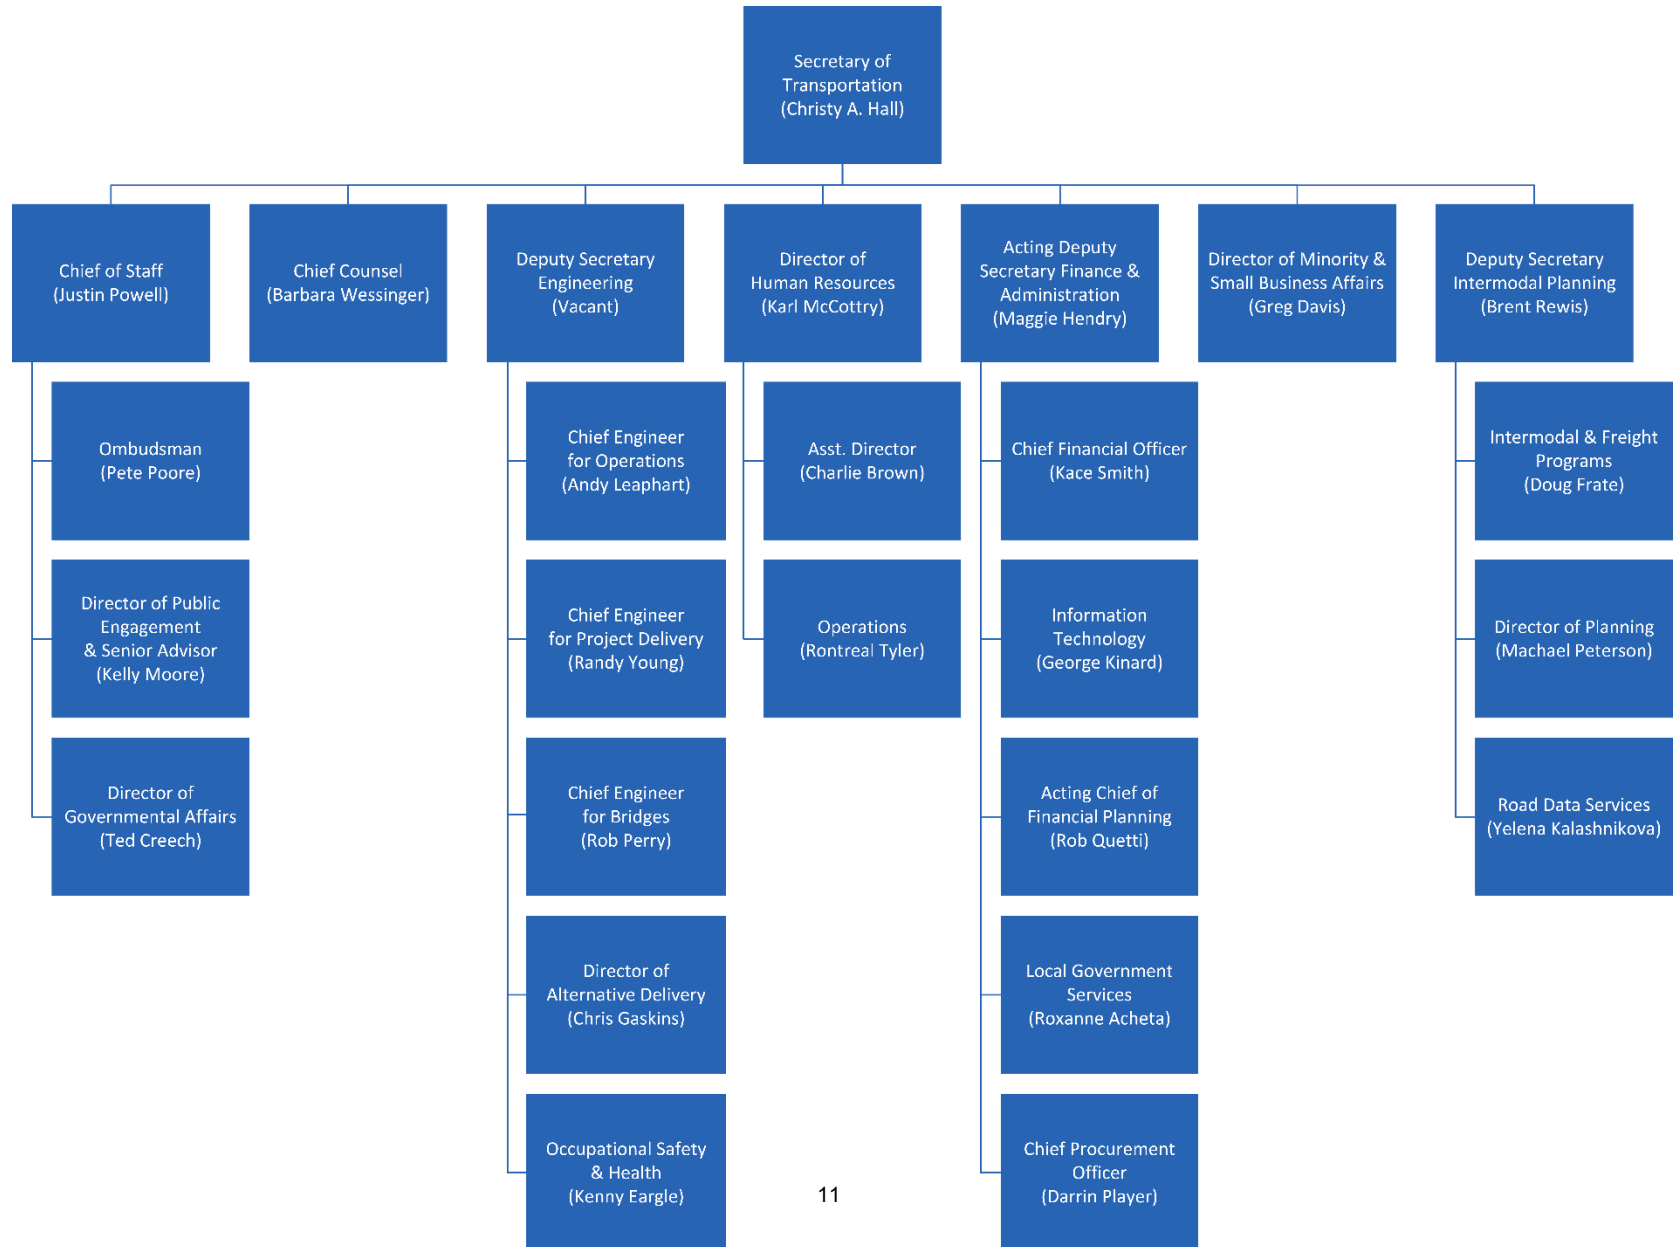 Secretary of
Transportation
(Christy A. Hall)
Chief of Staff
(Justin Powell)
Chief Counsel
(Barbara Wessinger)
Deputy Secretary
Engineering
(Vacant)
Director of
Human Resources
(Karl McCottry)
Acting Deputy
Secretary Finance &
Administration
(Maggie Hendry)
Director of Minority &
Small Business Affairs
(Greg Davis)
Deputy Secretary
Intermodal Planning
(Brent Rewis)
Ombudsman
(Pete Poore)
Director of Public
Engagement
& Senior Advisor
(Kelly Moore)
Director of
Governmental Affairs
(Ted Creech)
Chief Engineer
for Operations
(Andy Leaphart)
Chief Engineer
for Project Delivery
(Randy Young)
Chief Engineer
for Bridges
(Rob Perry)
Director of
Alternative Delivery
(Chris Gaskins)
Occupational Safety
& Health
(Kenny Eargle)
Asst. Director
(Charlie Brown)
Operations
(Rontreal Tyler)
Chief Financial Officer
(Kace Smith)
Information
Technology
(George Kinard)
Acting Chief of
Financial Planning
(Rob Quetti)
Local Government
Services
(Roxanne Acheta)
Chief Procurement
Officer
(Darrin Player)
Intermodal & Freight
Programs
(Doug Frate)
Director of Planning
(Machael Peterson)
Road Data Services
(Yelena Kalashnikova)
11